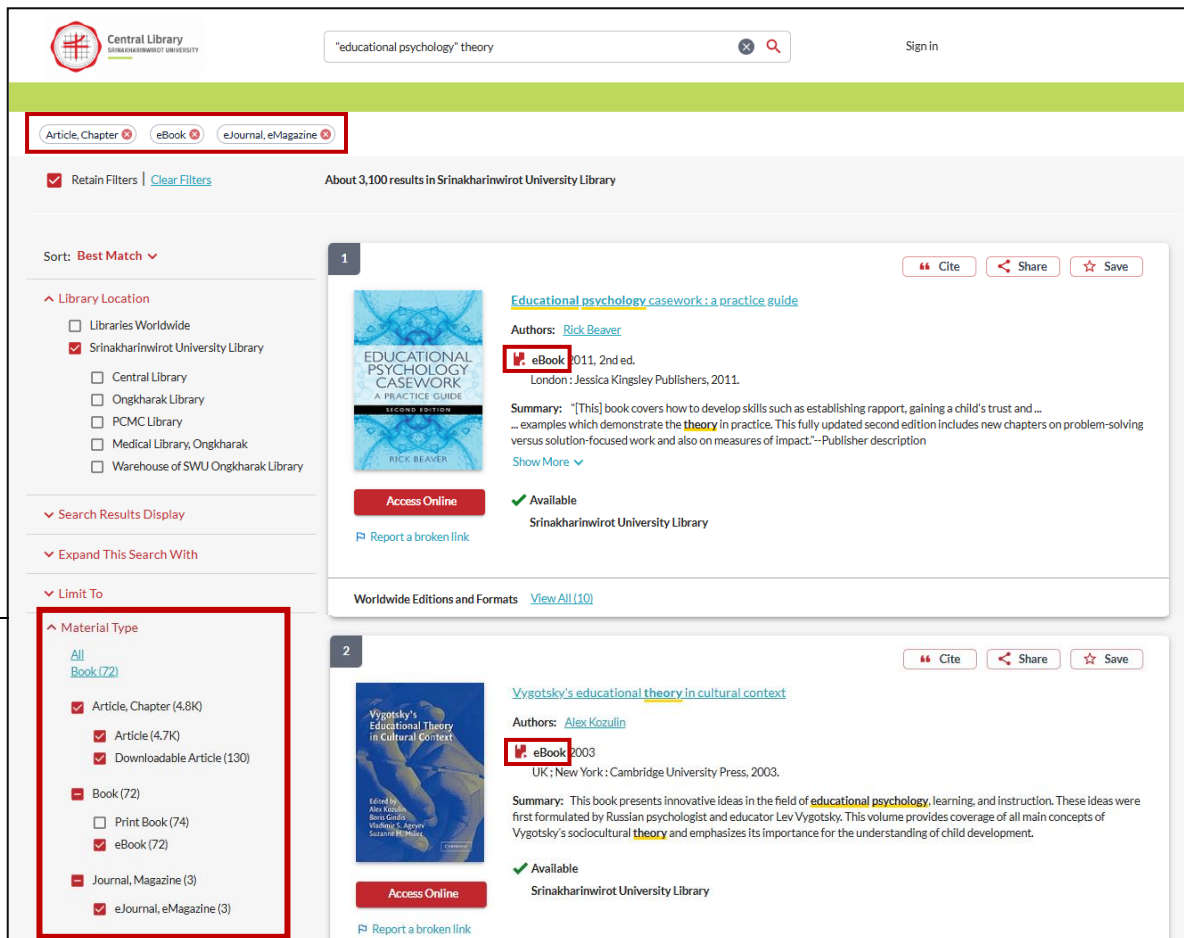 Central Library
SRINAKHARINWIROT UNIVERSITY
"educational psychology" theory
Sign in
Article, Chapter
eBook
eJournal, eMagazine
Retain Filters | Clear Filters
About 3,100 results in Srinakharinwirot University Library
Sort: Best Match
Library Location
Libraries Worldwide
Srinakharinwirot University Library
Central Library
Ongkharak Library
PCMC Library
Medical Library, Ongkharak
Warehouse of SWU Ongkharak Library
Search Results Display
Expand This Search With
Limit To
Material Type
All
Book (72)
Article, Chapter (4.8K)
Article (4.7K)
Downloadable Article (130)
Book (72)
Print Book (74)
eBook (72)
Journal, Magazine (3)
eJournal, eMagazine (3)
1
Cite
Share
Save
EDUCATIONAL
PSYCHOLOGY
CASEWORK
A PRACTICE GUIDE
SECOND EDITION
RICK BEAVER
Educational psychology casework : a practice guide
Authors: Rick Beaver
eBook 2011, 2nd ed.
London : Jessica Kingsley Publishers, 2011.
Summary: "[This] book covers how to develop skills such as establishing rapport, gaining a child's trust and ...
... examples which demonstrate the theory in practice. This fully updated second edition includes new chapters on problem-solving
versus solution-focused work and also on measures of impact."--Publisher description
Show More
Access Online
Report a broken link
Available
Srinakharinwirot University Library
Worldwide Editions and Formats View All (10)
2
Cite
Share
Save
Vygotsky's
Educational Theory
in Cultural Context
Edited by
Alex Kozulin
Boris Gindis
Vladimir S. Ageyev
Suzanne M. Miller
Vygotsky's educational theory in cultural context
Authors: Alex Kozulin
eBook 2003
UK ; New York : Cambridge University Press, 2003.
Summary: This book presents innovative ideas in the field of educational psychology, learning, and instruction. These ideas were
first formulated by Russian psychologist and educator Lev Vygotsky. This volume provides coverage of all main concepts of
Vygotsky's sociocultural theory and emphasizes its importance for the understanding of child development.
Access Online
Report a broken link
Available
Srinakharinwirot University Library